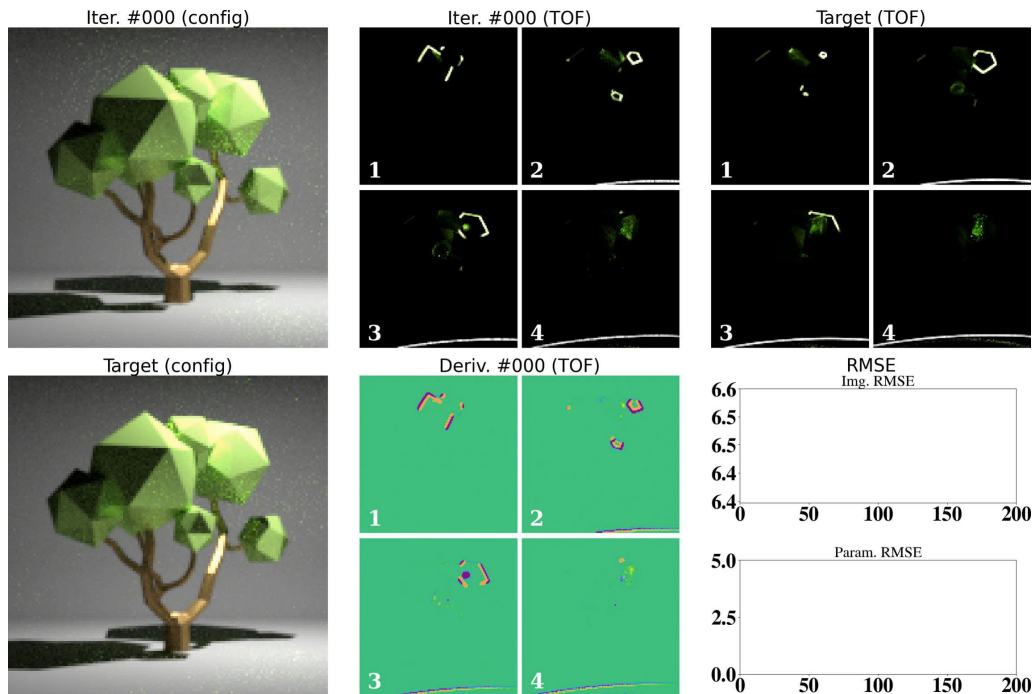 Iter. #000 (config)
Iter. #000 (TOF)
Target (TOF)
1
2
1
2
3
4
3
4
Target (config)
Deriv. #000 (TOF)
RMSE
Img. RMSE
1
2
3
4
6.6
6.5
6.5
6.4
6.4
0 50 100 150 200
Param. RMSE
5.0
2.5
0.0
0 50 100 150 200